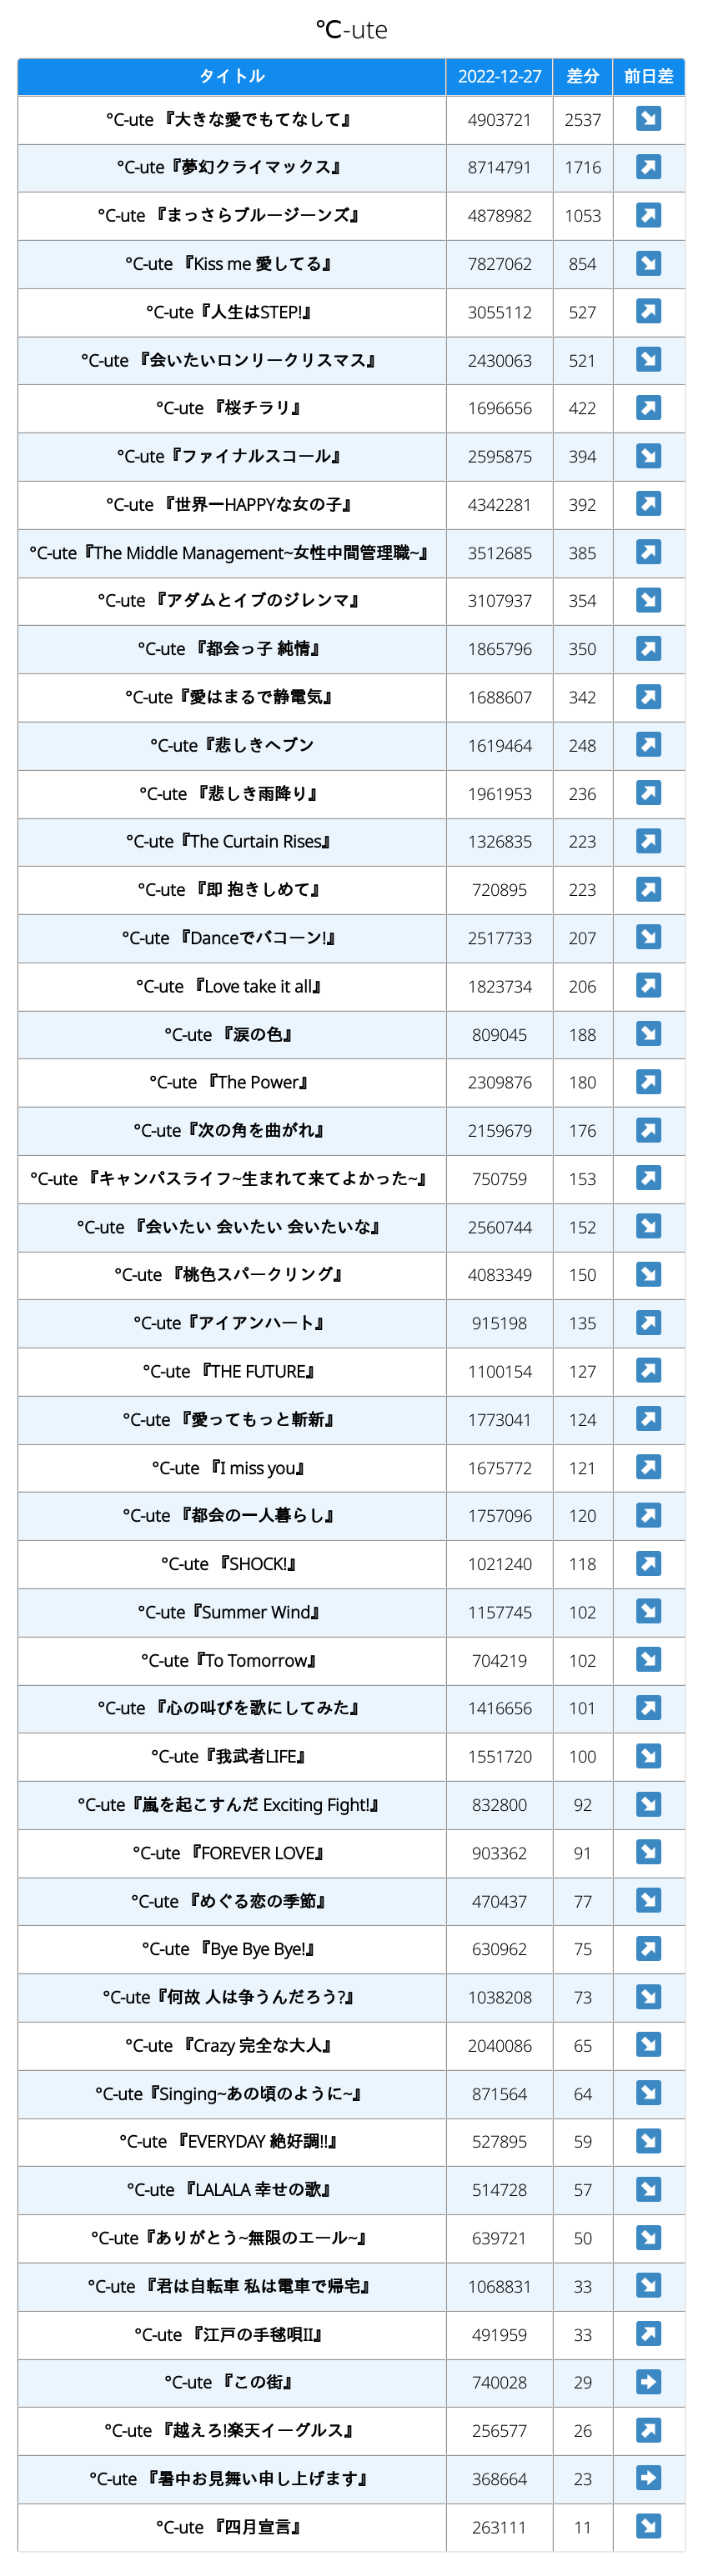 ℃-ute
タイトル 2022-12-27 差分 前日差
°C-ute 『大きな愛でもてなして』 4903721 2537 ↘
°C-ute『夢幻クライマックス』 8714791 1716 ↗
°C-ute 『まっさらブルージーンズ』 4878982 1053 ↗
°C-ute 『Kiss me 愛してる』 7827062 854 ↘
°C-ute『人生はSTEP!』 3055112 527 ↗
°C-ute 『会いたいロンリークリスマス』 2430063 521 ↘
°C-ute 『桜チラリ』 1696656 422 ↗
°C-ute『ファイナルスコール』 2595875 394 ↘
°C-ute 『世界一HAPPYな女の子』 4342281 392 ↗
°C-ute『The Middle Management~女性中間管理職~』 3512685 385 ↗
°C-ute 『アダムとイブのジレンマ』 3107937 354 ↘
°C-ute 『都会っ子 純情』 1865796 350 ↗
°C-ute『愛はまるで静電気』 1688607 342 ↗
°C-ute『悲しきヘブン 1619464 248 ↗
°C-ute 『悲しき雨降り』 1961953 236 ↗
°C-ute『The Curtain Rises』 1326835 223 ↗
°C-ute 『即 抱きしめて』 720895 223 ↗
°C-ute 『Danceでバコーン!』 2517733 207 ↘
°C-ute 『Love take it all』 1823734 206 ↗
°C-ute 『涙の色』 809045 188 ↘
°C-ute 『The Power』 2309876 180 ↗
°C-ute『次の角を曲がれ』 2159679 176 ↗
°C-ute 『キャンパスライフ~生まれて来てよかった~』 750759 153 ↗
°C-ute 『会いたい 会いたい 会いたいな』 2560744 152 ↘
°C-ute 『桃色スパークリング』 4083349 150 ↘
°C-ute『アイアンハート』 915198 135 ↗
°C-ute 『THE FUTURE』 1100154 127 ↗
°C-ute 『愛ってもっと斬新』 1773041 124 ↗
°C-ute 『I miss you』 1675772 121 ↗
°C-ute 『都会の一人暮らし』 1757096 120 ↗
°C-ute 『SHOCK!』 1021240 118 ↗
°C-ute『Summer Wind』 1157745 102 ↘
°C-ute『To Tomorrow』 704219 102 ↘
°C-ute 『心の叫びを歌にしてみた』 1416656 101 ↗
°C-ute『我武者LIFE』 1551720 100 ↘
°C-ute『嵐を起こすんだ Exciting Fight!』 832800 92 ↘
°C-ute 『FOREVER LOVE』 903362 91 ↘
°C-ute 『めぐる恋の季節』 470437 77 ↘
°C-ute 『Bye Bye Bye!』 630962 75 ↗
°C-ute『何故 人は争うんだろう?』 1038208 73 ↘
°C-ute 『Crazy 完全な大人』 2040086 65 ↘
°C-ute『Singing~あの頃のように~』 871564 64 ↘
°C-ute 『EVERYDAY 絶好調!!』 527895 59 ↘
°C-ute 『LALALA 幸せの歌』 514728 57 ↘
°C-ute『ありがとう~無限のエール~』 639721 50 ↘
°C-ute 『君は自転車 私は電車で帰宅』 1068831 33 ↘
°C-ute 『江戸の手毬唄II』 491959 33 ↗
°C-ute 『この街』 740028 29 ➡
°C-ute 『越えろ!楽天イーグルス』 256577 26 ↗
°C-ute 『暑中お見舞い申し上げます』 368664 23 ➡
°C-ute 『四月宣言』 263111 11 ↘